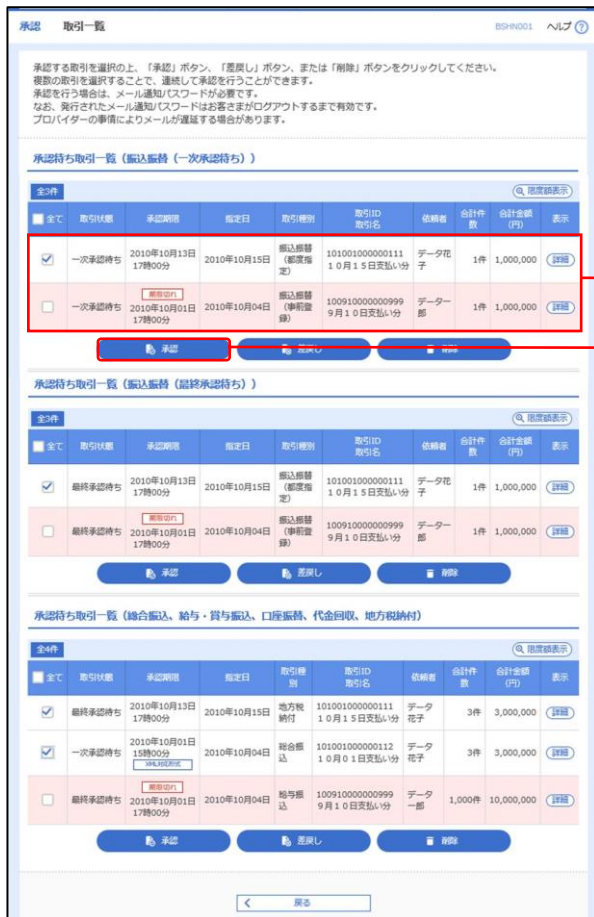 承認 取引一覧 BSHN001 ヘルプ ?
承認する取引を選択の上、「承認」ボタン、「差戻し」ボタン、または「削除」ボタンをクリックしてください。
複数の取引を選択することで、連続して承認を行うことができます。
承認を行う場合は、メール通知パスワードが必要です。
なお、発行されたメール通知パスワードはお客さまがログアウトするまで有効です。
プロバイダーの事情によりメールが遅延する場合があります。
承認待ち取引一覧（振込振替（一次承認待ち））
全3件 限度額表示
全て 取引状態 承認期限 指定日 取引種別 取引ID 依頼者 合計件 合計金額 表示
取引名 数 (円)
振込振替
一次承認待ち 2010年10月13日 2010年10月15日 （都度指 101001000000111 データ花 1件 1,000,000 詳細
17時00分 定） 10月15日支払い分 子
期限切れ 振込振替
一次承認待ち 2010年10月01日 2010年10月04日 （事前登 100910000000999 データ一 1件 1,000,000 詳細
17時00分 録） 9月10日支払い分 郎
承認 差戻し 削除
承認待ち取引一覧（振込振替（最終承認待ち））
全3件 限度額表示
全て 取引状態 承認期限 指定日 取引種別 取引ID 依頼者 合計件 合計金額 表示
取引名 数 (円)
振込振替
最終承認待ち 2010年10月13日 2010年10月15日 （都度指 101001000000111 データ花 1件 1,000,000 詳細
17時00分 定） 10月15日支払い分 子
期限切れ 振込振替
最終承認待ち 2010年10月01日 2010年10月04日 （事前登 100910000000999 データ一 1件 1,000,000 詳細
17時00分 録） 9月10日支払い分 郎
承認 差戻し 削除
承認待ち取引一覧（総合振込、給与・賞与振込、口座振替、代金回収、地方税納付）
全4件 限度額表示
全て 取引状態 承認期限 指定日 取引種 取引ID 依頼者 合計件 合計金額 表示
別 取引名 数 (円)
最終承認待ち 2010年10月13日 2010年10月15日 地方税 101001000000111 データ 3件 3,000,000 詳細
17時00分 納付 10月15日支払い分 花子
一次承認待ち 2010年10月01日 2010年10月04日 総合振 101001000000112 データ 3件 3,000,000 詳細
15時00分 込 10月01日支払い分 花子
XML対応形式
期限切れ
最終承認待ち 2010年10月01日 2010年10月04日 給与振 100910000000999 データ 1,000件 10,000,000 詳細
17時00分 込 9月10日支払い分 一郎
承認 差戻し 削除
戻る